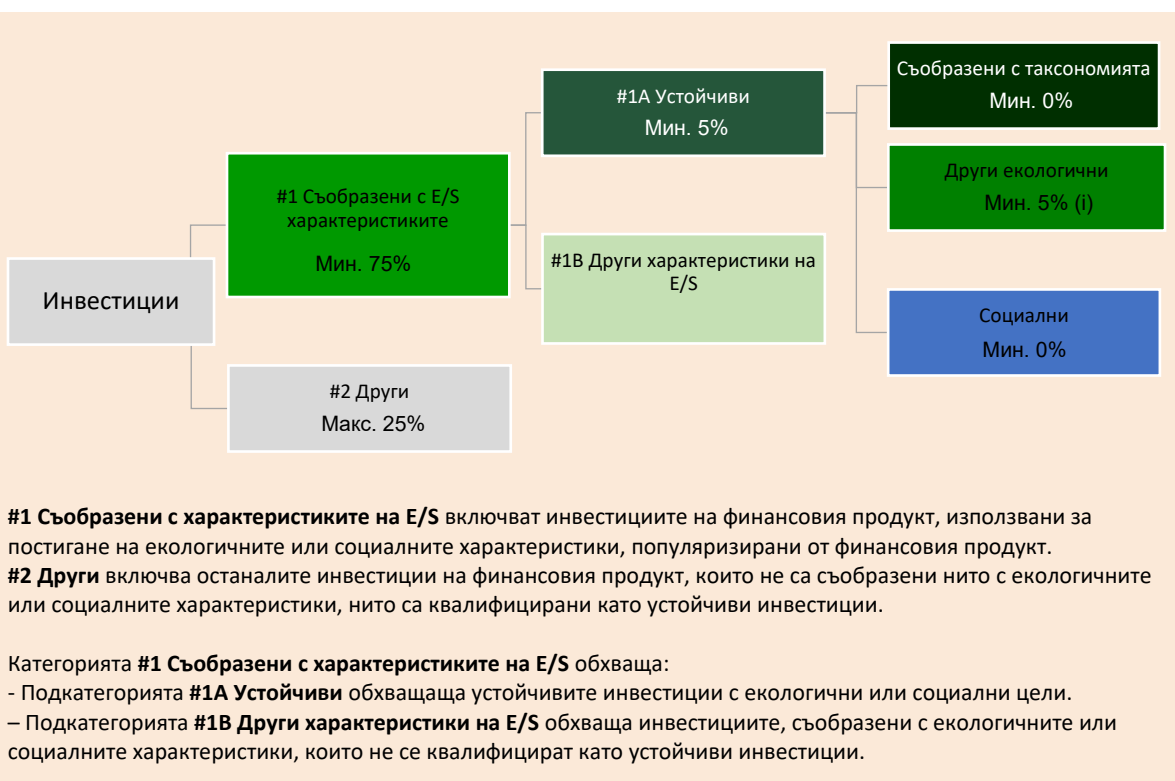 Инвестиции
#1 Съобразени с E/S
характеристиките
Мин. 75%
#2 Други
Макс. 25%
#1A Устойчиви
Мин. 5%
#1B Други характеристики на
E/S
Съобразени с таксономията
Мин. 0%
Други екологични
Мин. 5% (i)
Социални
Мин. 0%
#1 Съобразени с характеристиките на E/S включват инвестициите на финансовия продукт, използвани за
постигане на екологичните или социалните характеристики, популяризирани от финансовия продукт.
#2 Други включва останалите инвестиции на финансовия продукт, които не са съобразени нито с екологичните
или социалните характеристики, нито са квалифицирани като устойчиви инвестиции.
Категорията #1 Съобразени с характеристиките на E/S обхваща:
- Подкатегорията #1A Устойчиви обхващаща устойчивите инвестиции с екологични или социални цели.
– Подкатегорията #1B Други характеристики на E/S обхваща инвестициите, съобразени с екологичните или
социалните характеристики, които не се квалифицират като устойчиви инвестиции.